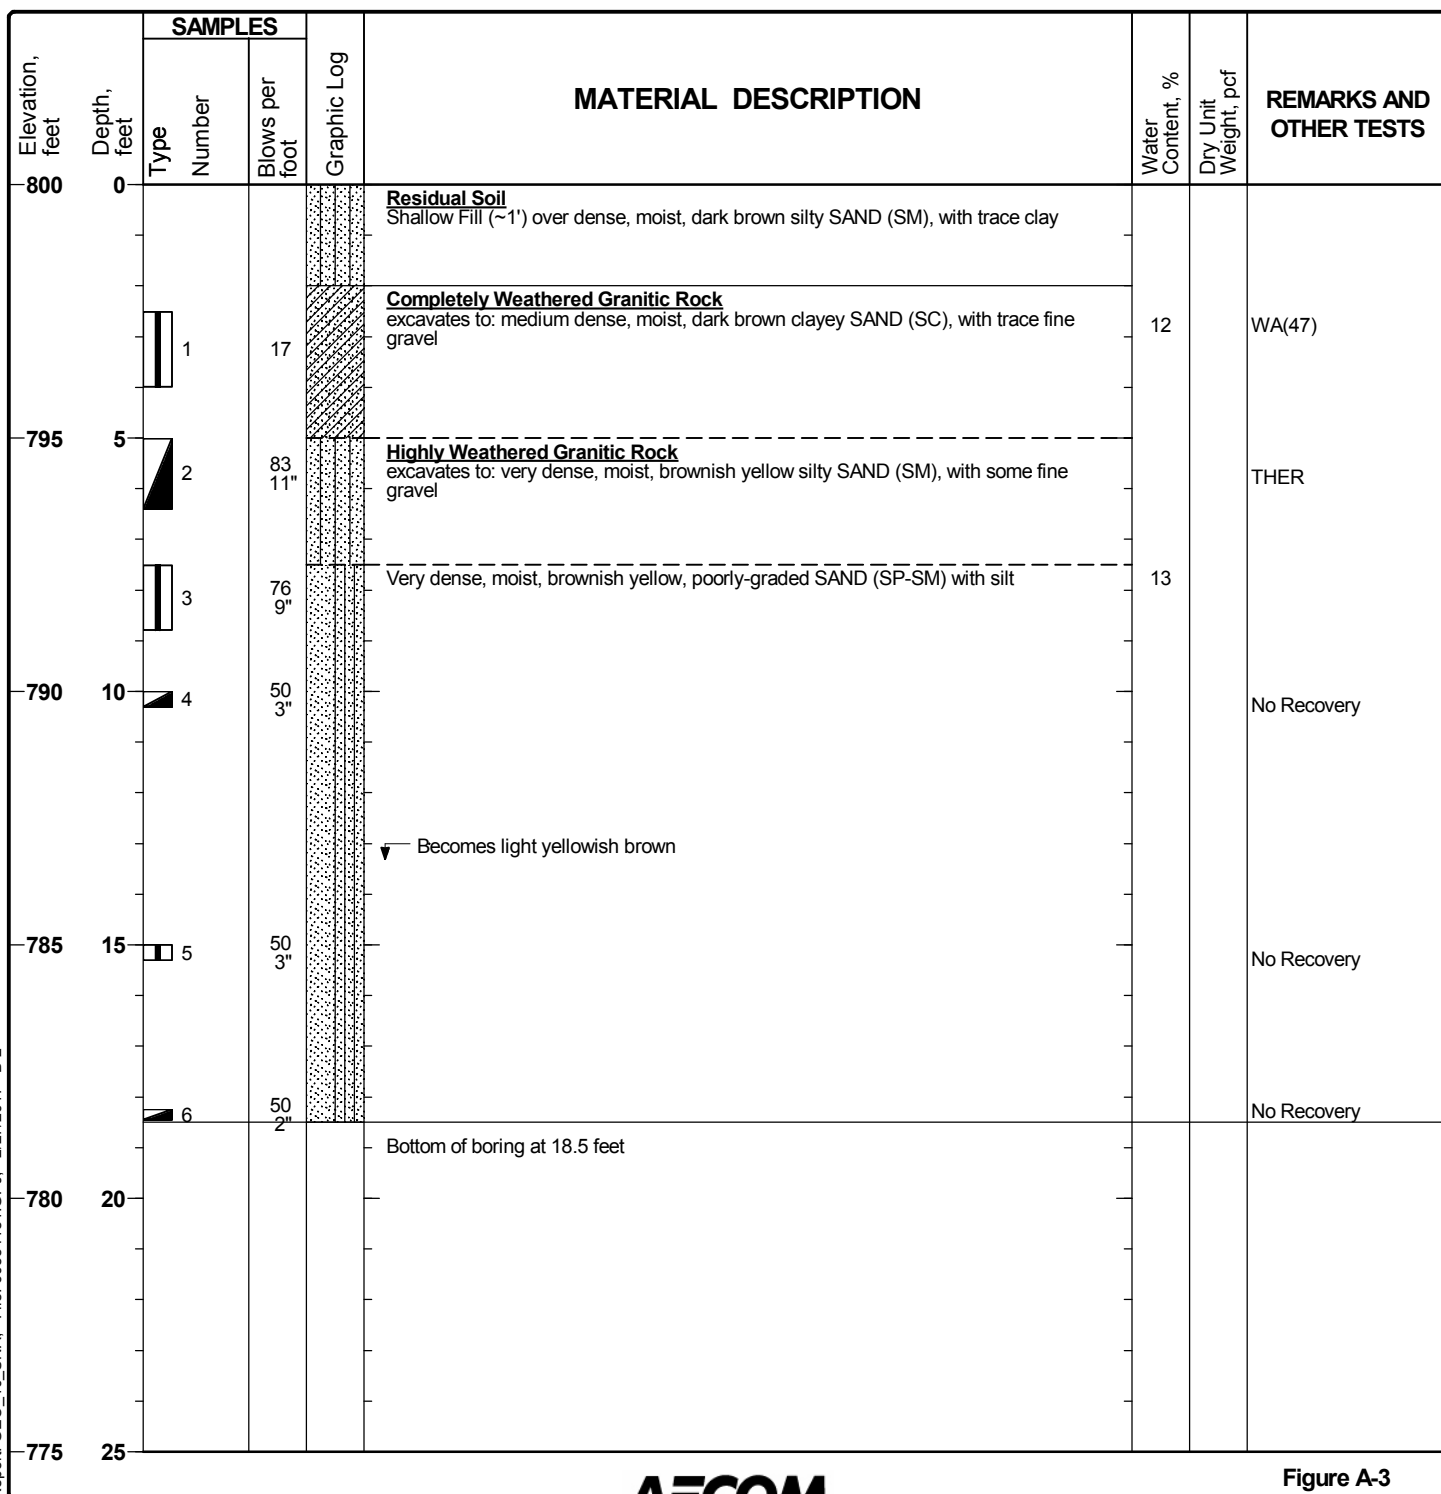 SAMPLES
Elevation, feet
Depth, feet
Type
Number
Blows per foot
Graphic Log
MATERIAL DESCRIPTION
Water Content, %
Dry Unit Weight, pcf
REMARKS AND
OTHER TESTS
800 0
Residual Soil
Shallow Fill (~1') over dense, moist, dark brown silty SAND (SM), with trace clay
Completely Weathered Granitic Rock
excavates to: medium dense, moist, dark brown clayey SAND (SC), with trace fine
gravel
1 17 12 WA(47)
795 5
Highly Weathered Granitic Rock
excavates to: very dense, moist, brownish yellow silty SAND (SM), with some fine
gravel
2 83 11" THER
Very dense, moist, brownish yellow, poorly-graded SAND (SP-SM) with silt 13
3 76 9"
790 10 4 50 3" No Recovery
Becomes light yellowish brown
785 15 5 50 3" No Recovery
6 50 2" No Recovery
Bottom of boring at 18.5 feet
780 20
775 25
AECOM
Figure A-3